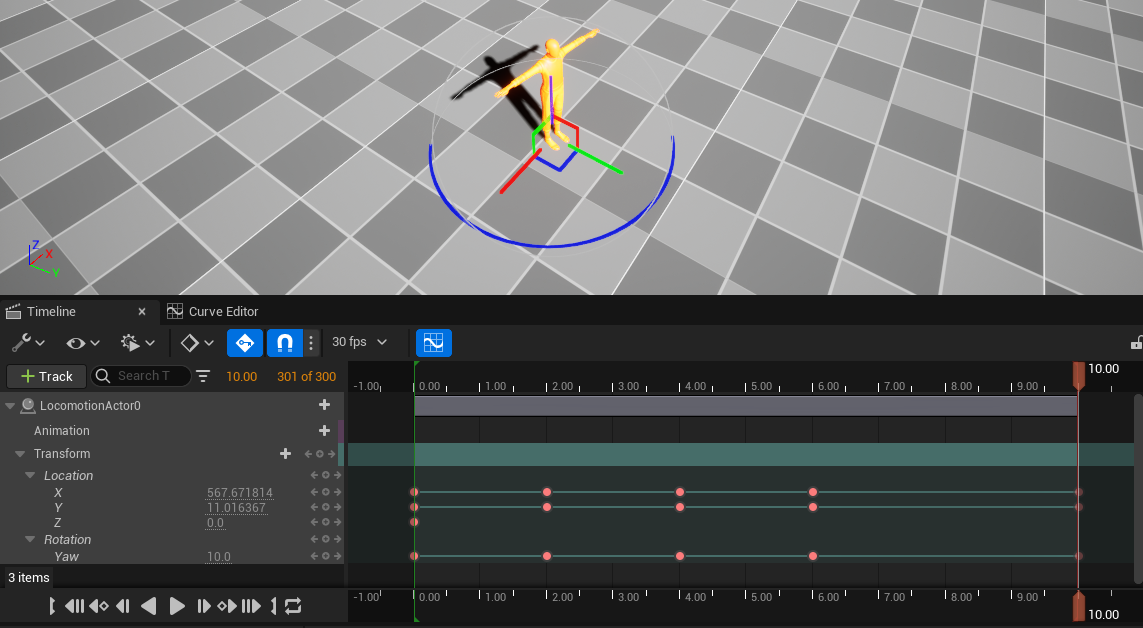 Z
X
Y
Timeline × Curve Editor
30 fps
+ Track Search T 10.00 301 of 300
-1.00 0.00 1.00 2.00 3.00 4.00 5.00 6.00 7.00 8.00 9.00 10.00
LocomotionActor0
Animation
Transform
Location
X 567.671814
Y 11.016367
Z 0.0
Rotation
Yaw 10.0
3 items
-1.00 0.00 1.00 2.00 3.00 4.00 5.00 6.00 7.00 8.00 9.00 10.00